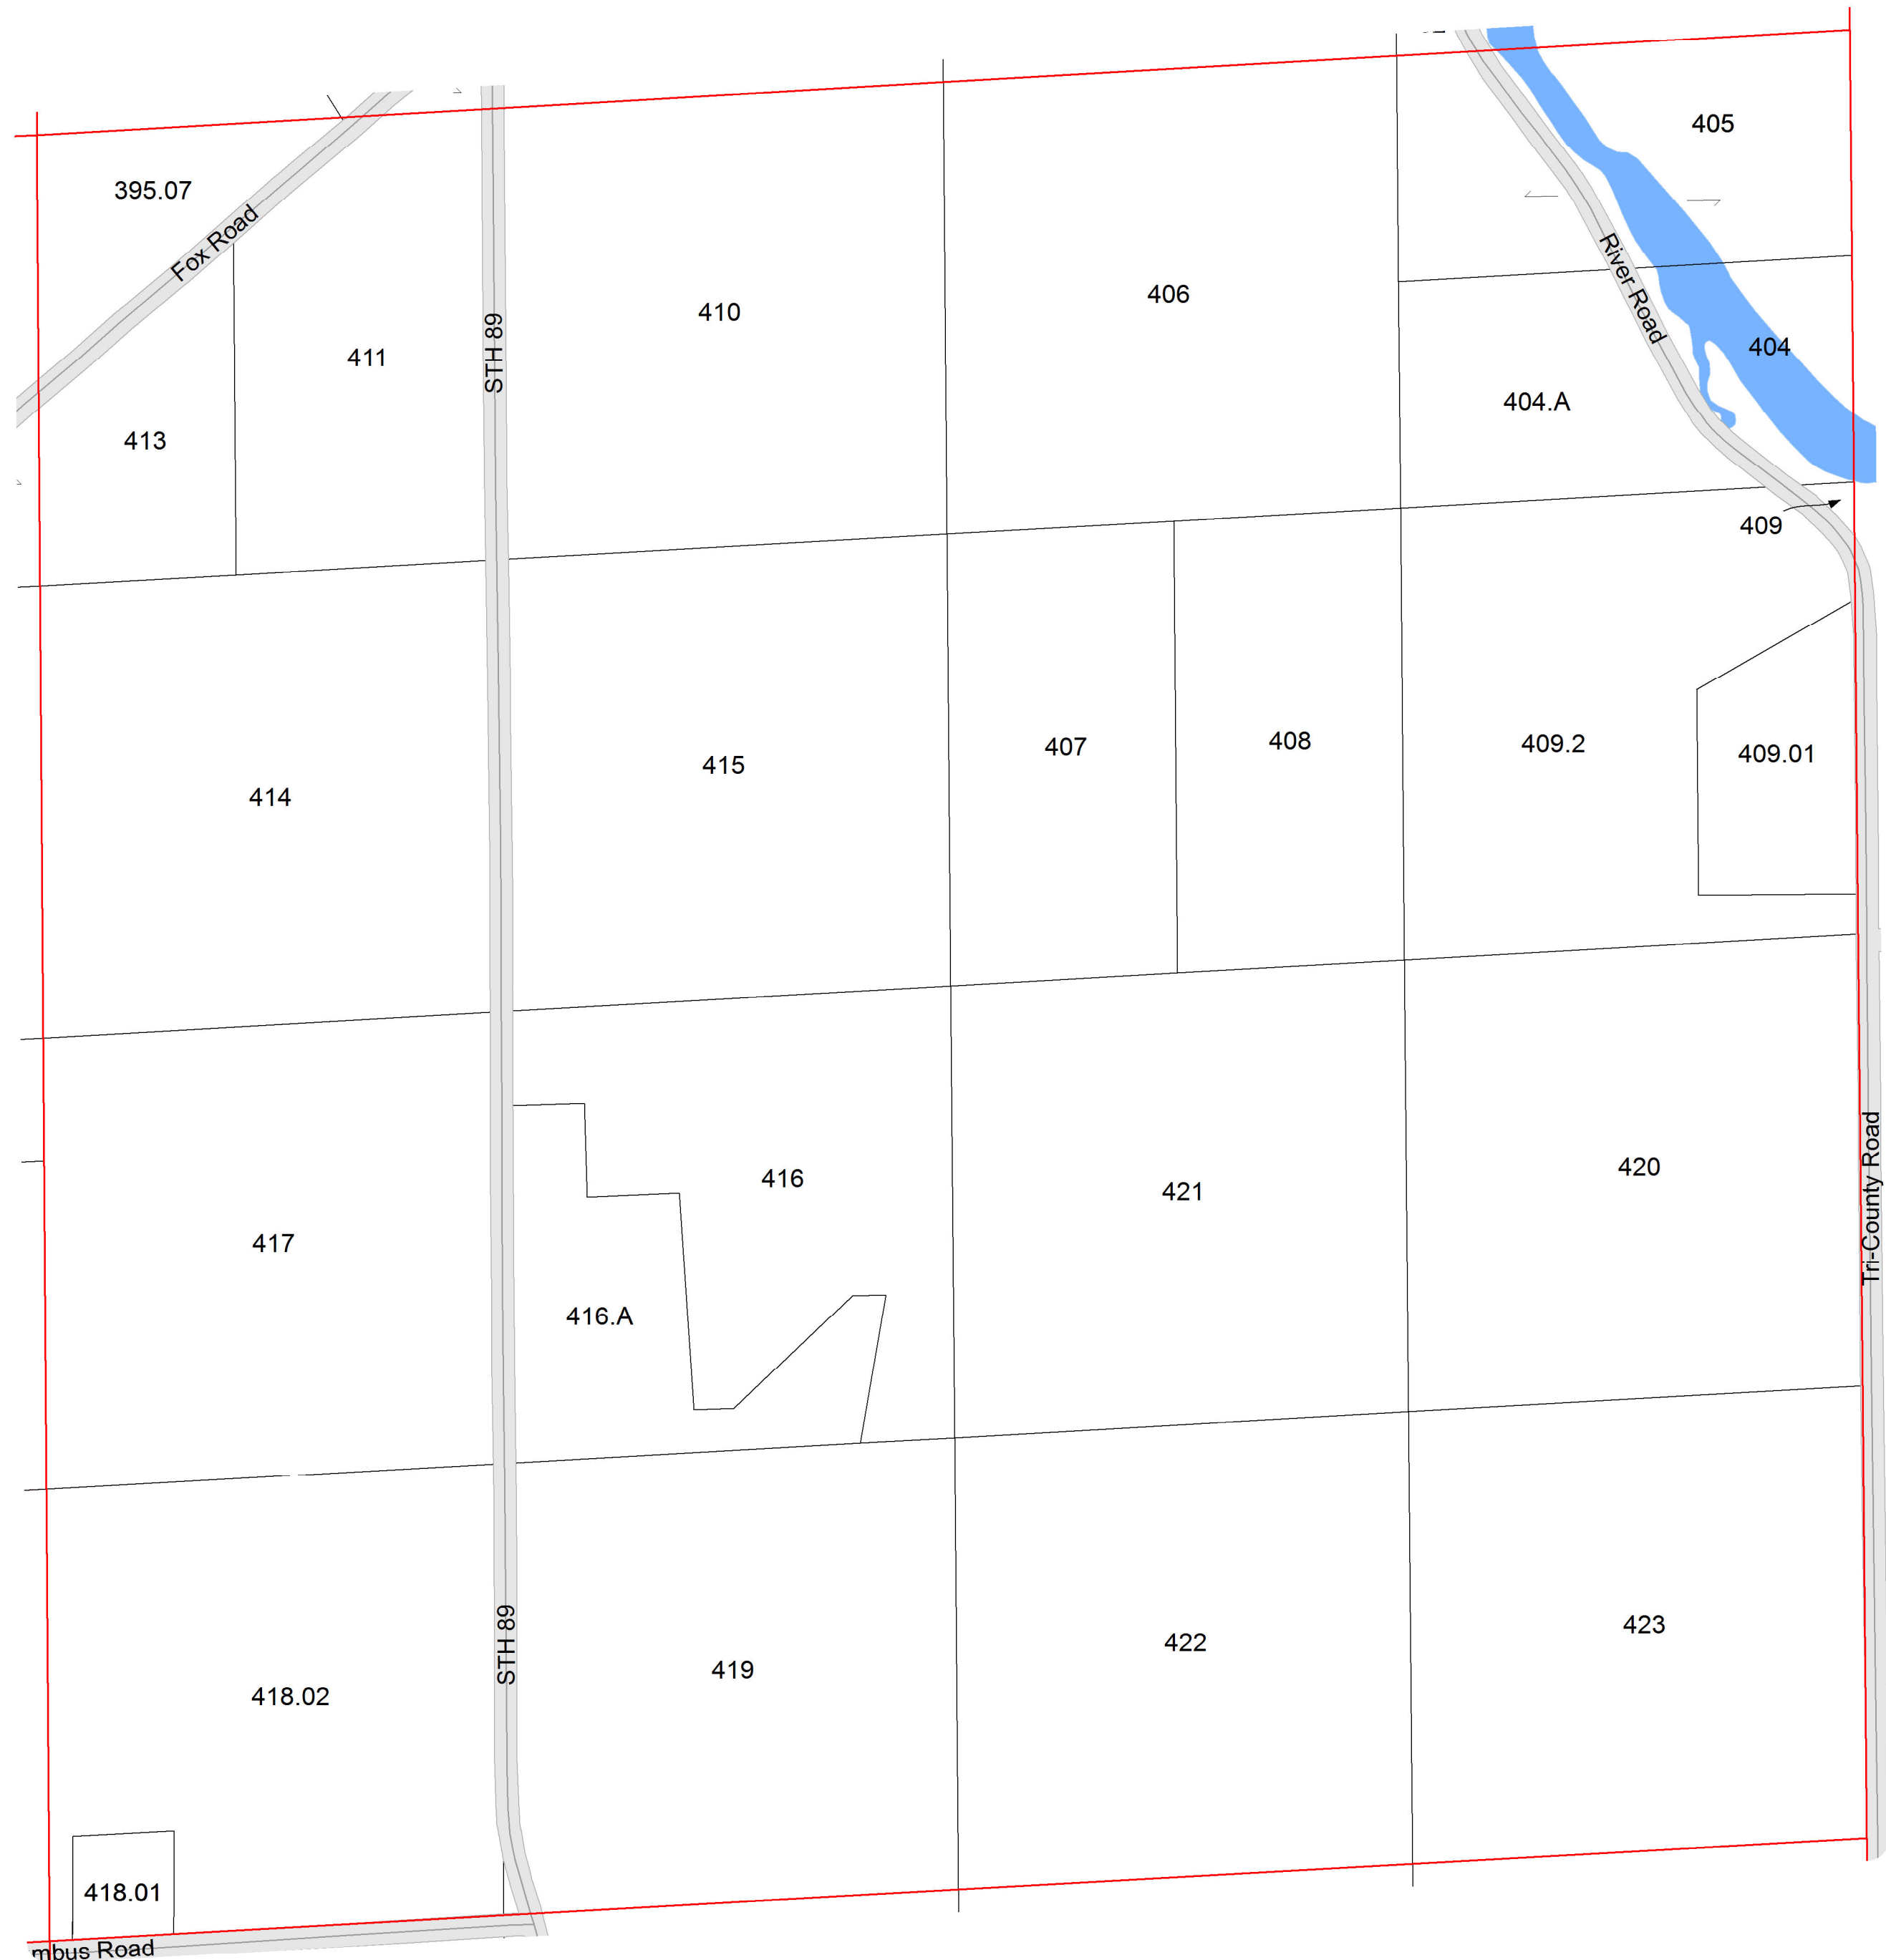 405
395.07
Fox Road
River Road
406
410
STH 89
404
411
404.A
413
409
408
409.2
407
409.01
415
414
420
416
421
Tri-County Road
417
416.A
423
422
STH 89
419
418.02
418.01
mbus Road